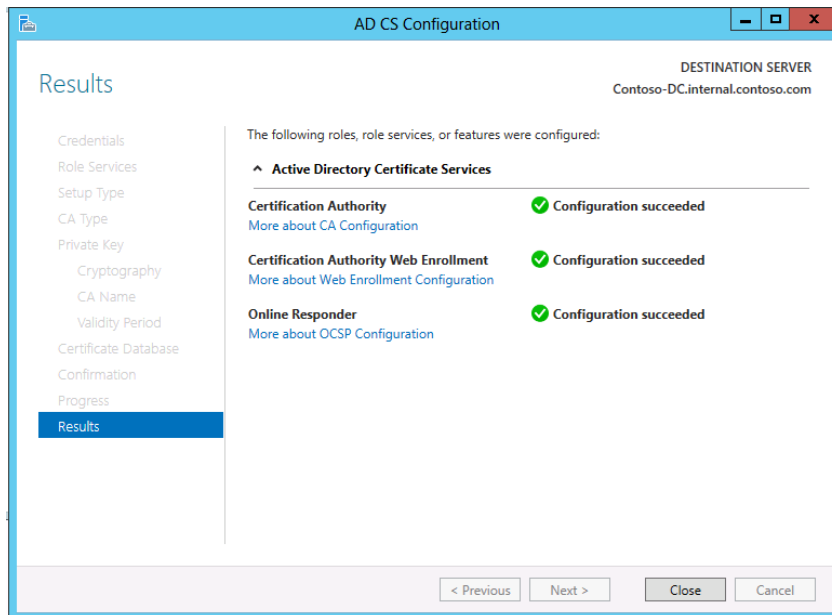 AD CS Configuration
Results
DESTINATION SERVER
Contoso-DC.internal.contoso.com
Credentials
Role Services
Setup Type
CA Type
Private Key
Cryptography
CA Name
Validity Period
Certificate Database
Confirmation
Progress
Results
The following roles, role services, or features were configured:
Active Directory Certificate Services
Certification Authority Configuration succeeded
More about CA Configuration
Certification Authority Web Enrollment Configuration succeeded
More about Web Enrollment Configuration
Online Responder Configuration succeeded
More about OCSP Configuration
< Previous Next > Close Cancel